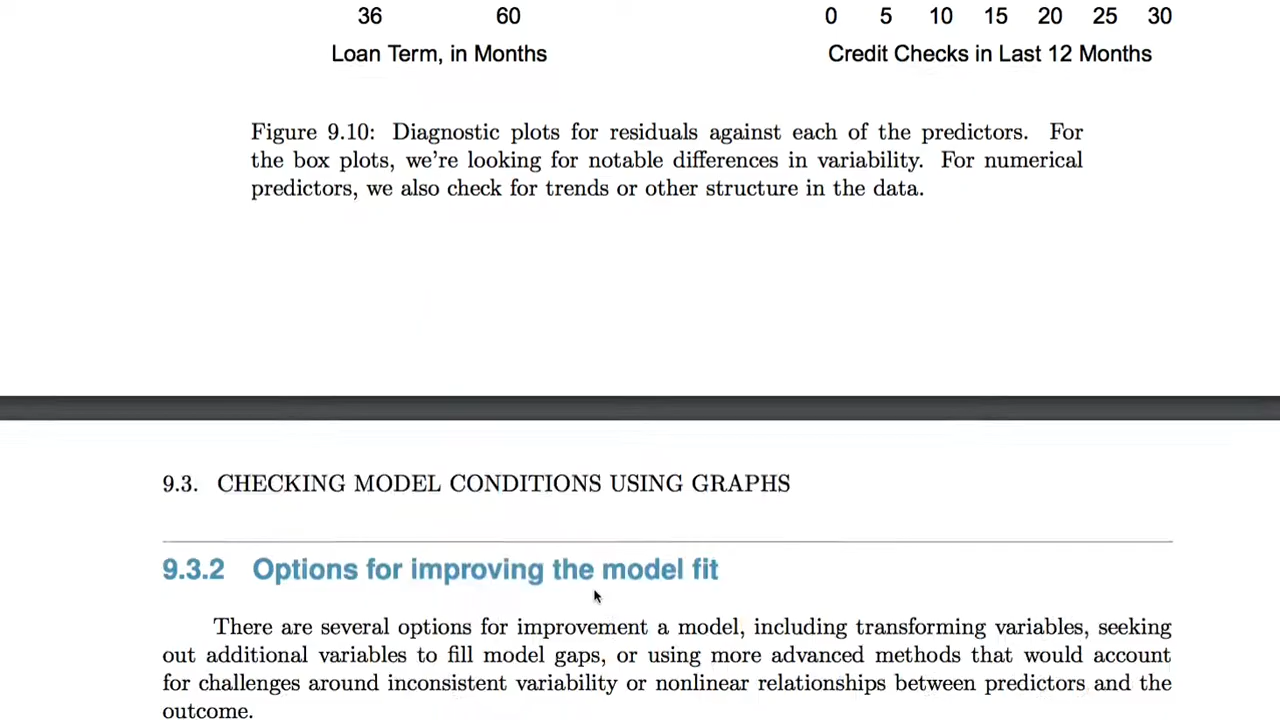 36 60 0 5 10 15 20 25 30
Loan Term, in Months Credit Checks in Last 12 Months
Figure 9.10: Diagnostic plots for residuals against each of the predictors. For
the box plots, we're looking for notable differences in variability. For numerical
predictors, we also check for trends or other structure in the data.
9.3. CHECKING MODEL CONDITIONS USING GRAPHS
9.3.2 Options for improving the model fit
There are several options for improvement a model, including transforming variables, seeking
out additional variables to fill model gaps, or using more advanced methods that would account
for challenges around inconsistent variability or nonlinear relationships between predictors and the
outcome.